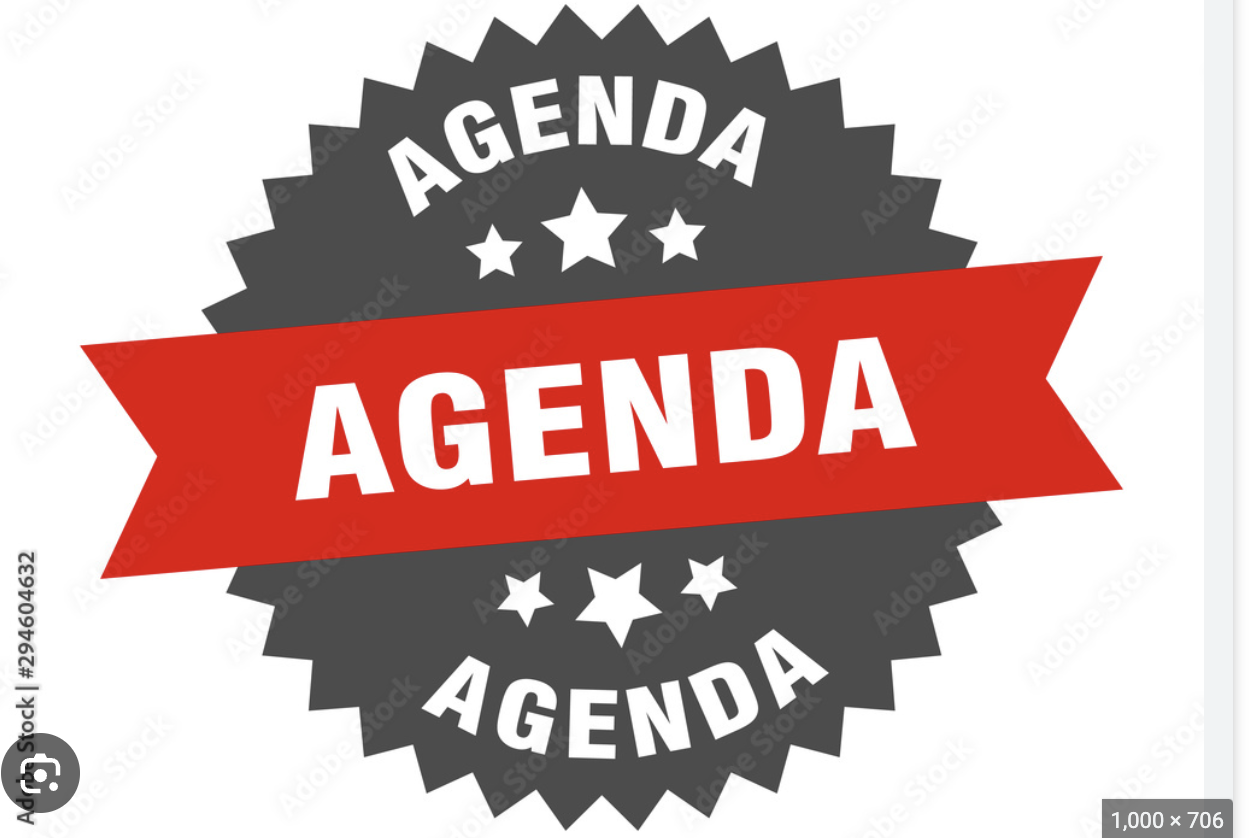 AGENDA
AGENDA
AGENDA
Adobe Stock | #294604632
1,000 × 706